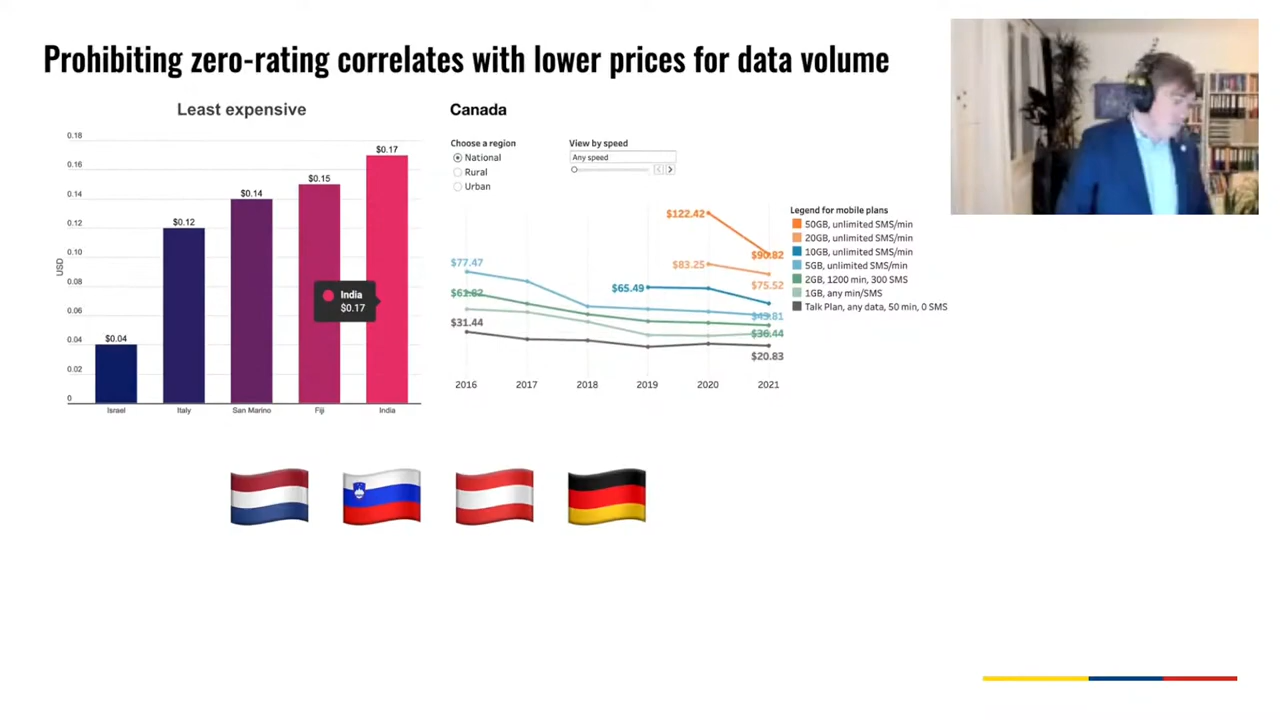 Prohibiting zero-rating correlates with lower prices for data volume
Least expensive
0.18
0.16
0.14
0.12
0.10
0.08
0.06
0.04
0.02
0
USD
$0.04
$0.12
$0.14
$0.15
$0.17
India
$0.17
Israel
Italy
San Marino
Fiji
India
Canada
Choose a region
National
Rural
Urban
View by speed
Any speed
$122.42
$90.82
$83.25
$75.52
$77.47
$65.49
$61.82
$43.81
$36.44
$31.44
$20.83
2016
2017
2018
2019
2020
2021
Legend for mobile plans
50GB, unlimited SMS/min
20GB, unlimited SMS/min
10GB, unlimited SMS/min
5GB, unlimited SMS/min
2GB, 1200 min, 300 SMS
1GB, any min/SMS
Talk Plan, any data, 50 min, 0 SMS